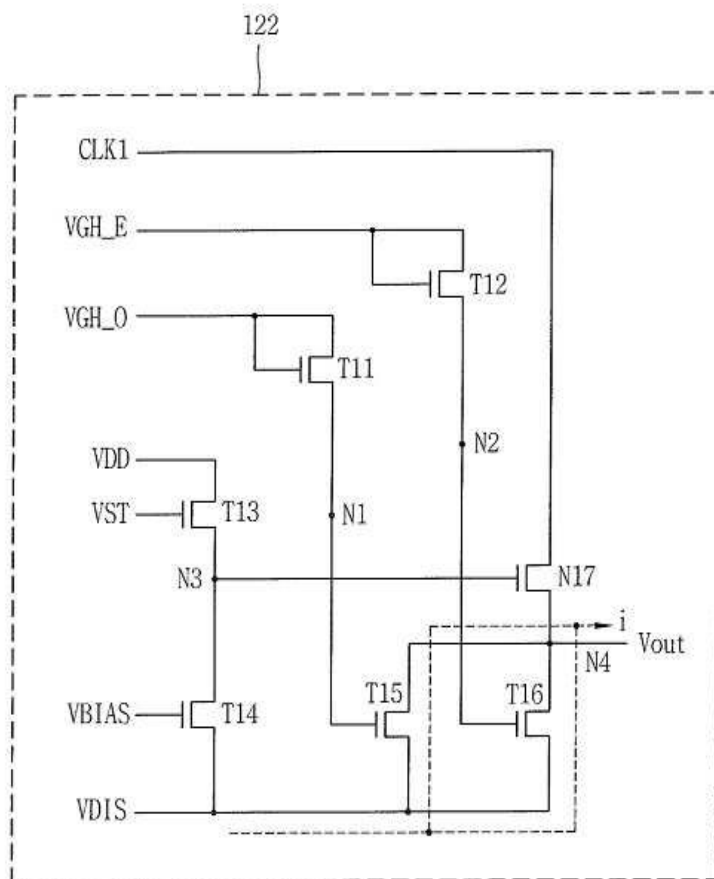 122
CLK1
VGH_E
T12
VGH_O
T11
N2
VDD
VST
T13
N1
N3
N17
i
Vout
N4
T15
T16
VBIAS
T14
VDIS